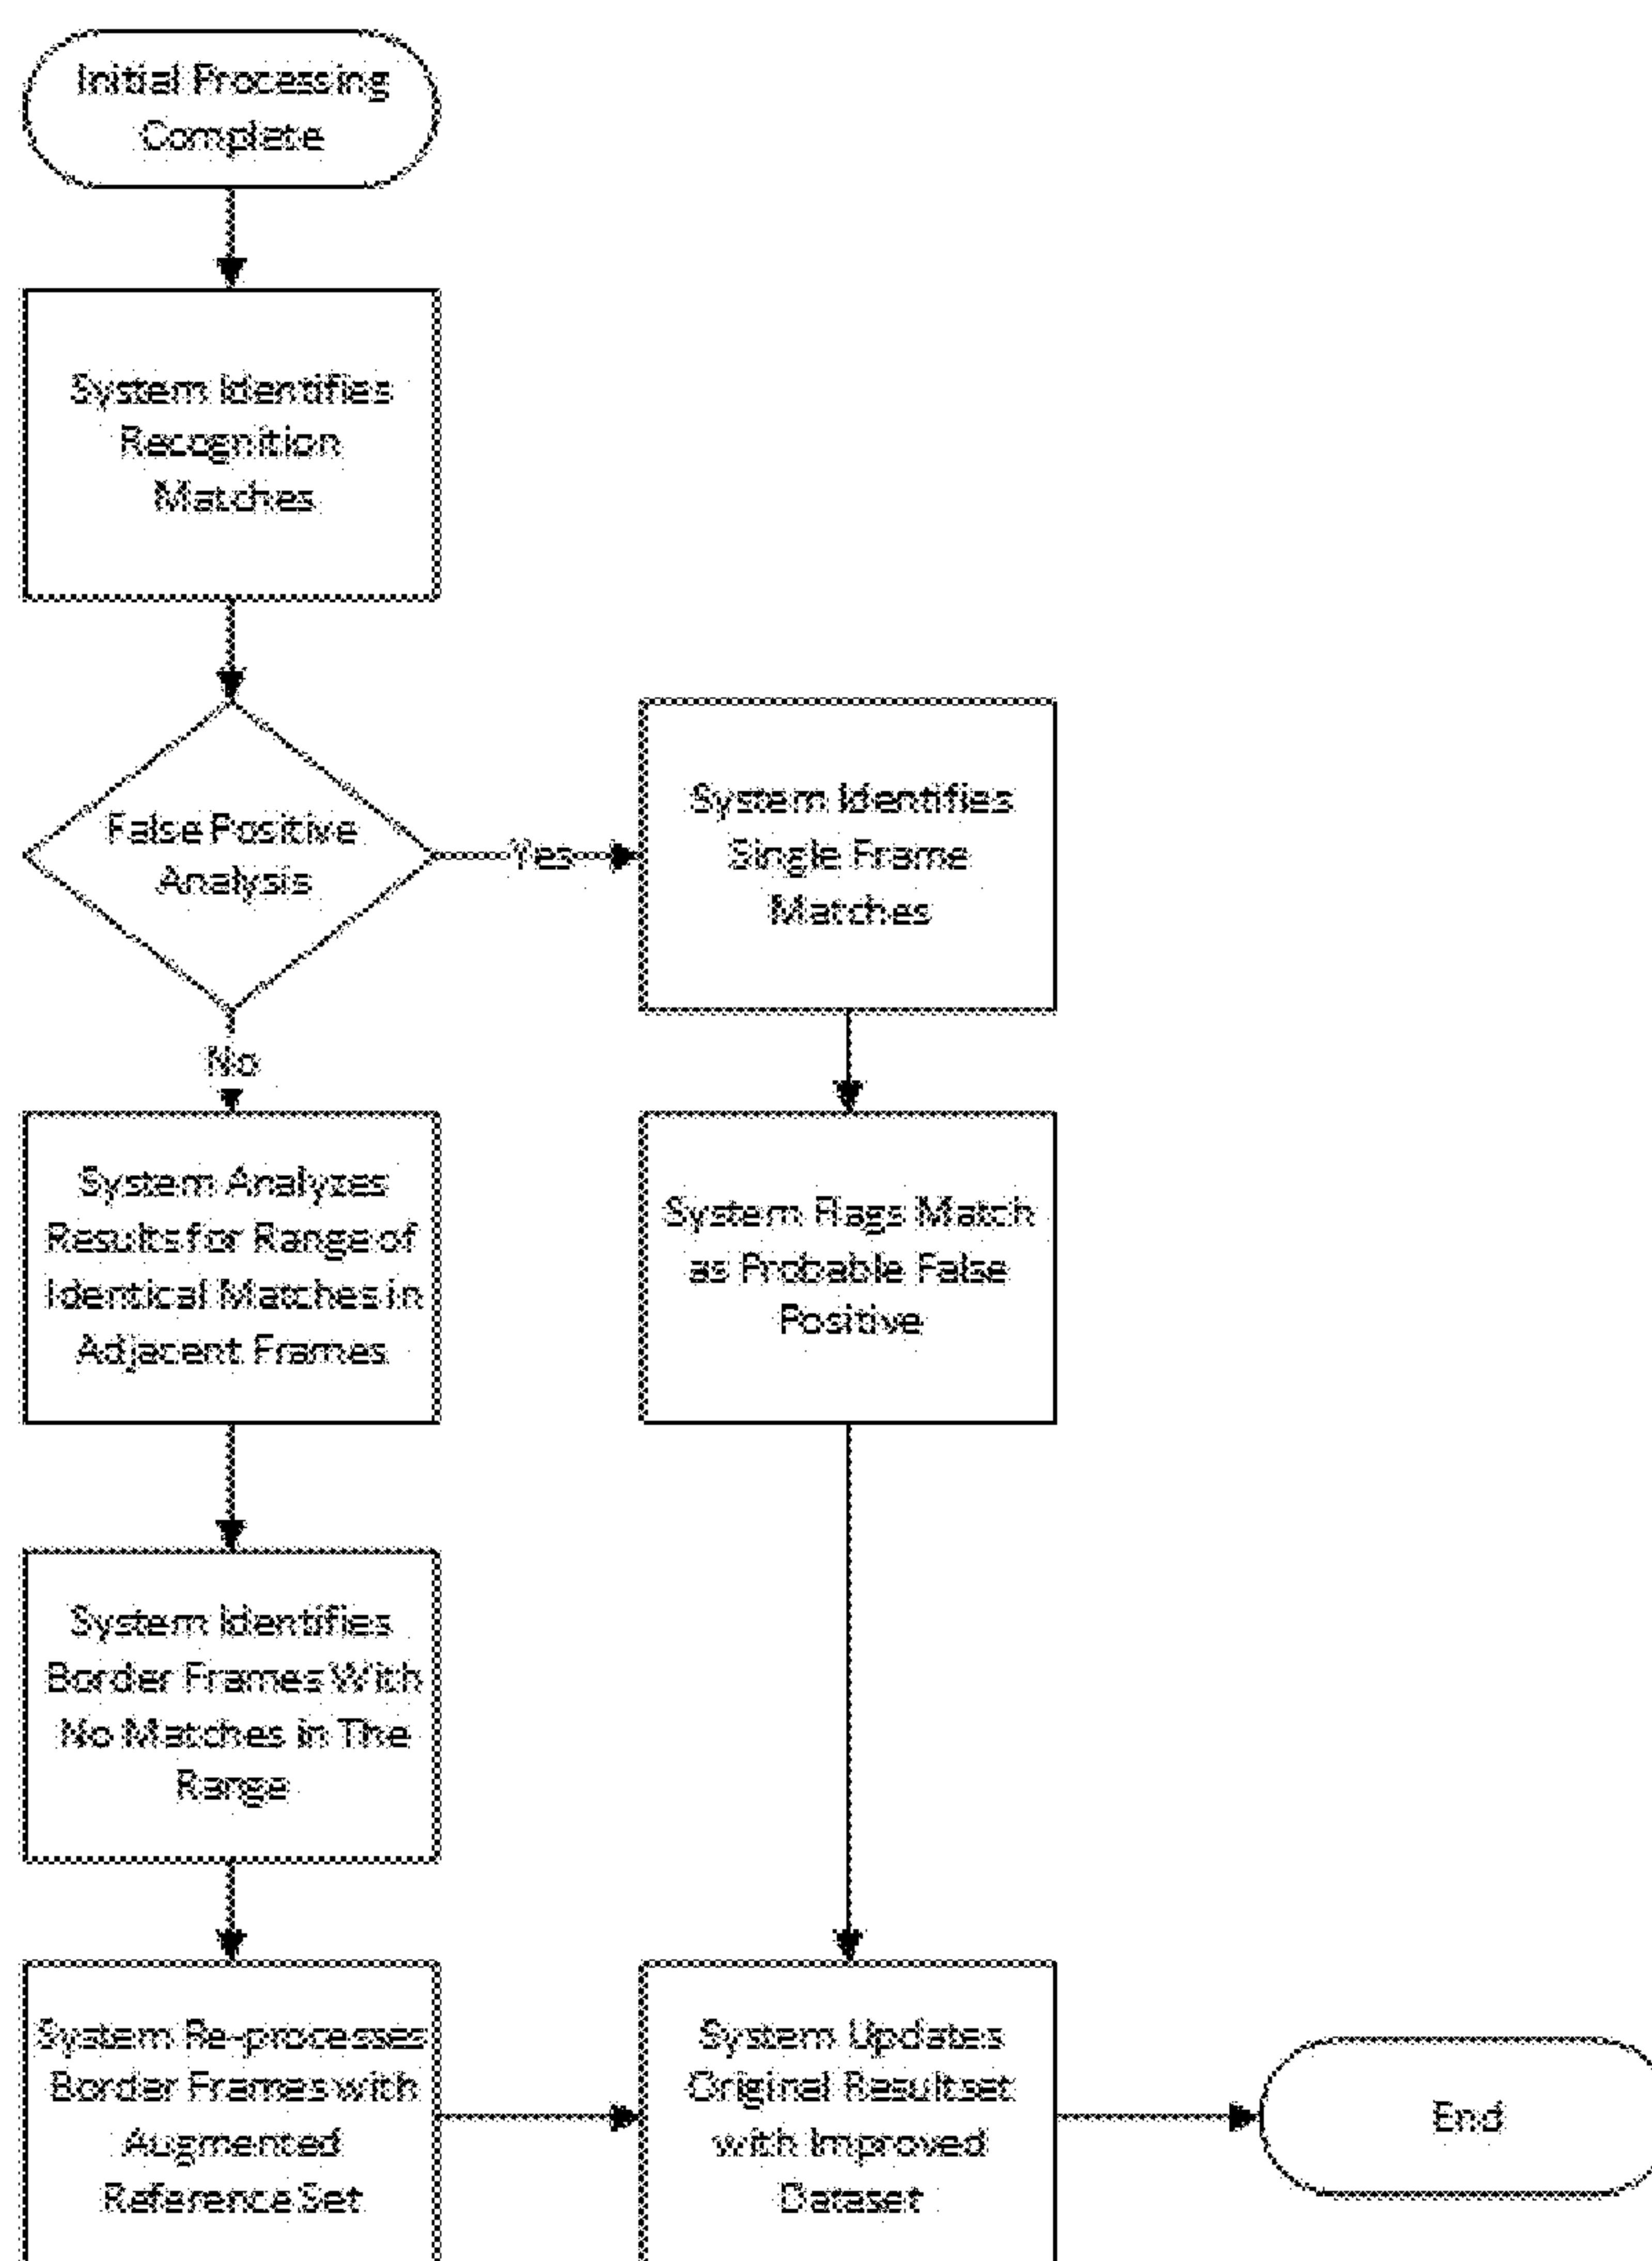 Initial Processing
Complete
System Identifies
Recognition
Matches
False Positive
Analysis
Yes
System Identifies
Single Frame
Matches
No
System Analyzes
Results for Range of
Identical Matches in
Adjacent Frames
System Flags Match
as Probable False
Positive
System Identifies
Border Frames With
No Matches in The
Range
System Re-processes
Border Frames with
Augmented
Reference Set
System Updates
Original Resultset
with Improved
Dataset
End